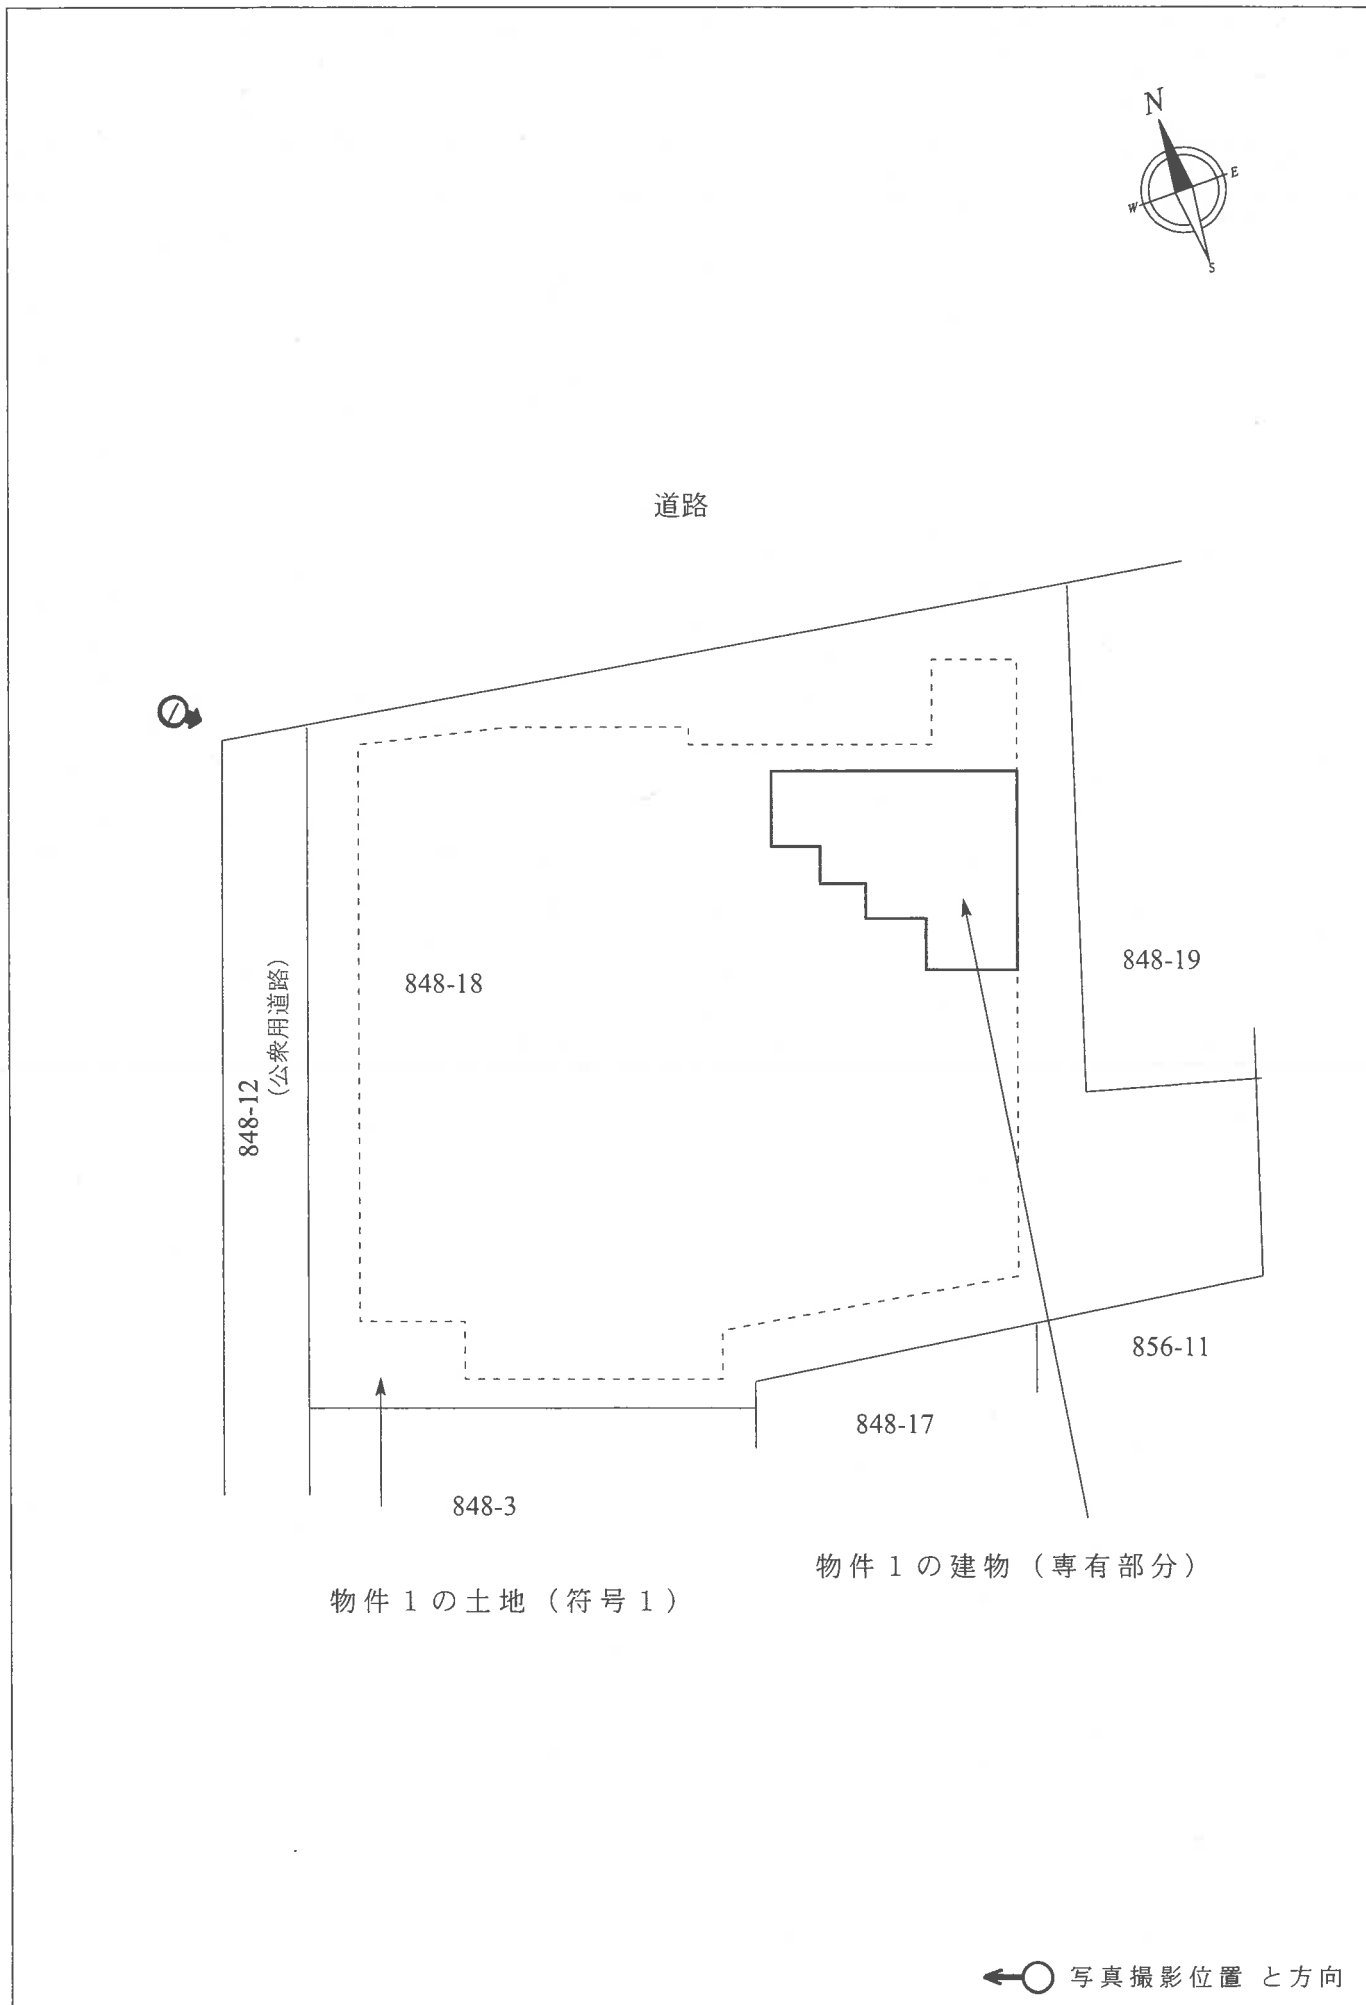 N
E
W
S
道路
848-18
848-19
848-12
(公衆用道路)
856-11
848-17
848-3
物件１の建物（専有部分）
物件１の土地（符号１）
写真撮影位置 と方向